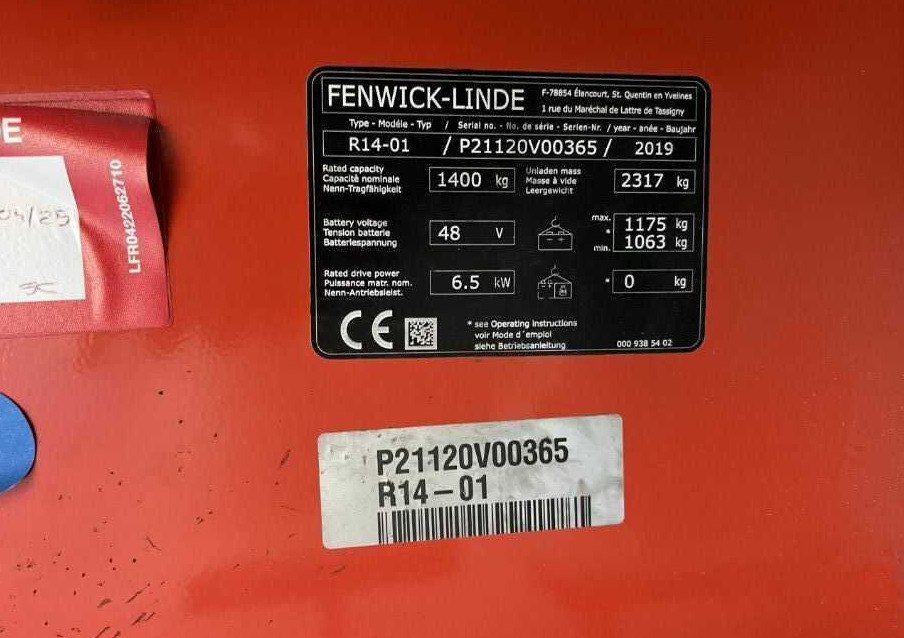 FENWICK-LINDE
F-78854 Élancourt, St. Quentin en Yvelines
1 rue du Maréchal de Lattre de Tassigny
Type - Modéle - Typ / Serial no. - No. de série - Serien-Nr. / year - anée - Baujahr
R14-01 / P21120V00365 / 2019
Rated capacity
Capacité nominale
Nenn-Tragfähigkeit
1400 kg
Unladen mass
Masse à vide
Leergewicht
2317 kg
Battery voltage
Tension batterie
Batteriespannung
48 V
max. 1175 kg
*
min. 1063 kg
Rated drive power
Puissance matr. nom.
Nenn-Antriebsleist.
6.5 kW
* 0 kg
CE
* see Operating instructions
voir Mode d´emploi
siehe Betriebsanleitung
000 938 54 02
P21120V00365
R14-01
E
LFR0422062710
04/25
SC